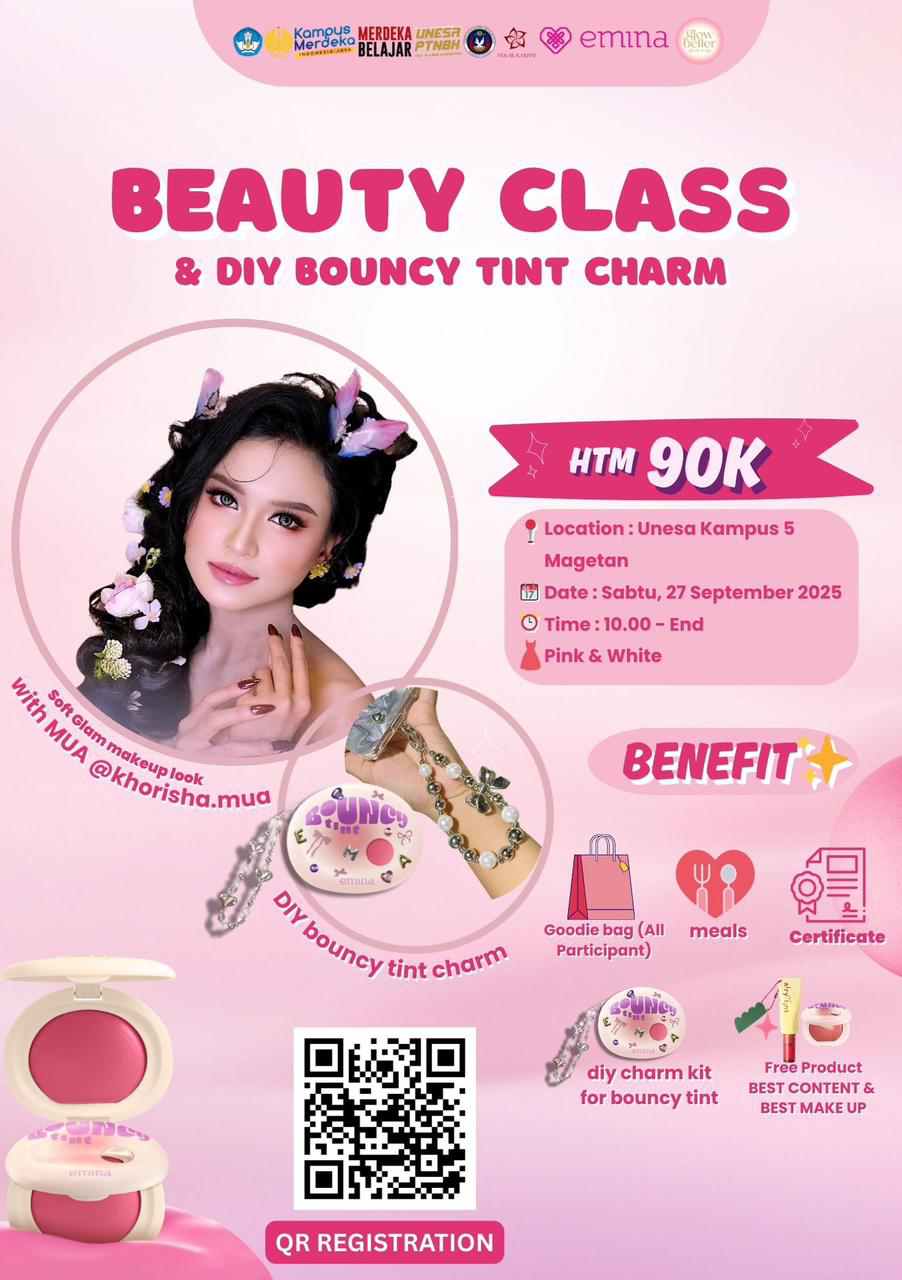 Kampus
Merdeka
INDONESIA JAYA
MERDEKA
BELAJAR
UNESA
PTNBH
HEKAR KARTINI
emina
glow
better
BEAUTY CLASS
& DIY BOUNCY TINT CHARM
HTM 90K
Location : Unesa Kampus 5
Magetan
17
Date : Sabtu, 27 September 2025
Time : 10.00 - End
Pink & White
Soft Glam makeup look
With MUA @khorisha.mua
BOUNCY
tint
E
M
A
emina
DIY bouncy tint charm
BENEFIT
Goodie bag (All
Participant)
meals
Certificate
BOUNCY
tint
emina
diy charm kit
for bouncy tint
Free Product
BEST CONTENT &
BEST MAKE UP
BOUNCY
tint
emina
QR REGISTRATION